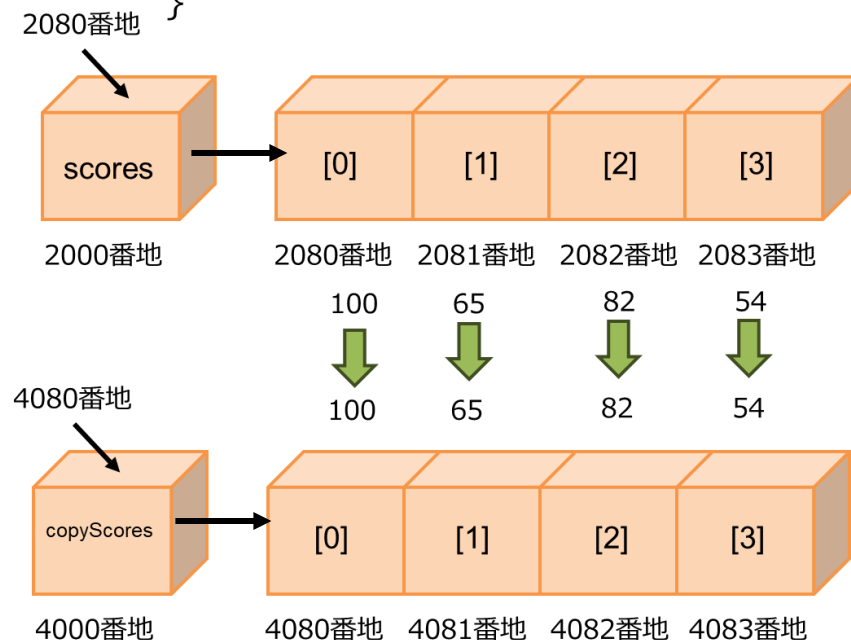 }
2080番地
scores [0] [1] [2] [3]
2000番地 2080番地 2081番地 2082番地 2083番地
100 65 82 54
100 65 82 54
4080番地
copyScores [0] [1] [2] [3]
4000番地 4080番地 4081番地 4082番地 4083番地